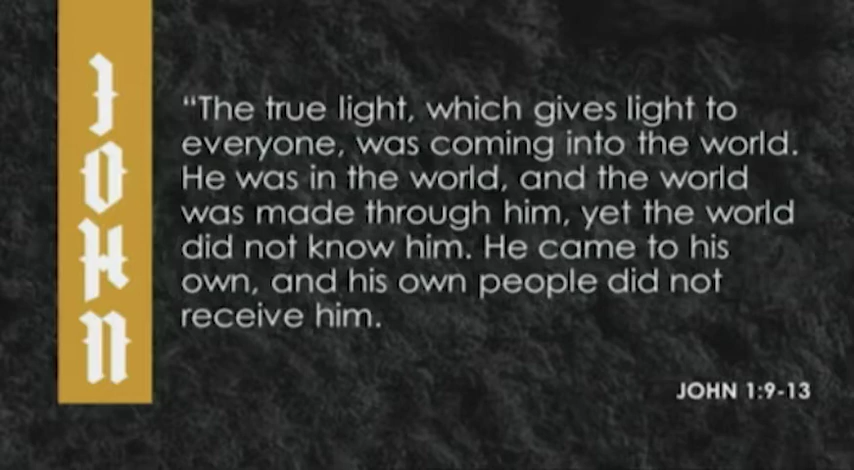 JOHN
“The true light, which gives light to
everyone, was coming into the world.
He was in the world, and the world
was made through him, yet the world
did not know him. He came to his
own, and his own people did not
receive him.
JOHN 1:9-13